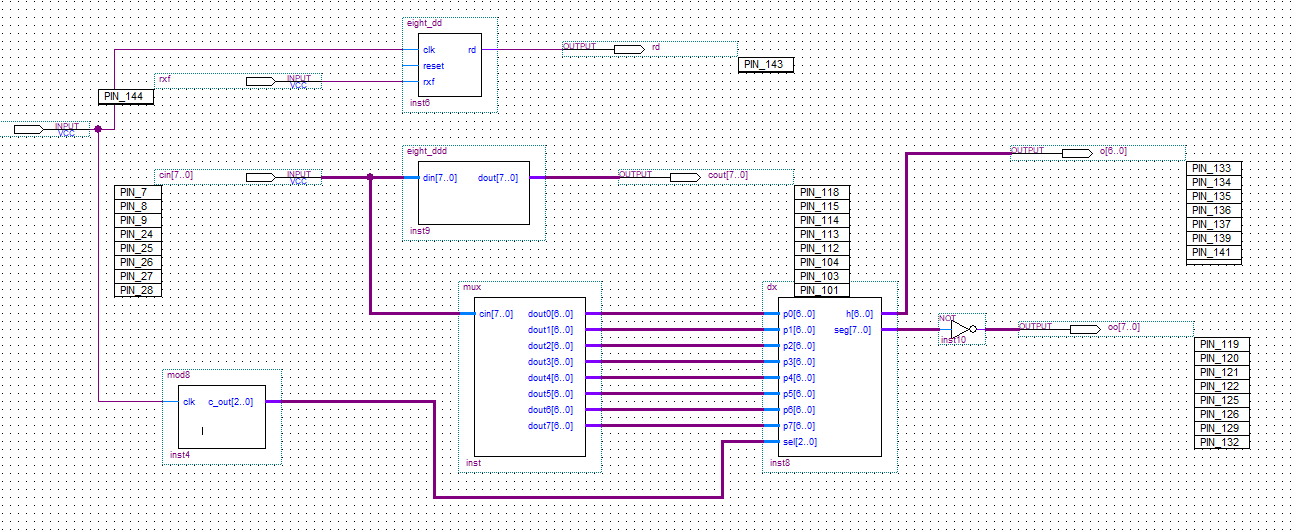 eight_dd
clk rd
reset
rxf
inst6
OUTPUT rd
PIN_143
rxf INPUT
VCC
PIN_144
INPUT
VCC
eight_ddd
din[7..0] dout[7..0]
inst9
cin[7..0] INPUT
VCC
PIN_7
PIN_8
PIN_9
PIN_24
PIN_25
PIN_26
PIN_27
PIN_28
OUTPUT cout[7..0]
PIN_118
PIN_115
PIN_114
PIN_113
PIN_112
PIN_104
PIN_103
PIN_101
OUTPUT o[6..0]
PIN_133
PIN_134
PIN_135
PIN_136
PIN_137
PIN_139
PIN_141
mux
cin[7..0] dout0[6..0]
dout1[6..0]
dout2[6..0]
dout3[6..0]
dout4[6..0]
dout5[6..0]
dout6[6..0]
dout7[6..0]
inst
dx
p0[6..0] h[6..0]
p1[6..0] seg[7..0]
p2[6..0]
p3[6..0]
p4[6..0]
p5[6..0]
p6[6..0]
p7[6..0]
sel[2..0]
inst8
NOT
inst10
OUTPUT oo[7..0]
PIN_119
PIN_120
PIN_121
PIN_122
PIN_125
PIN_126
PIN_129
PIN_132
mod8
clk c_out[2..0]
inst4